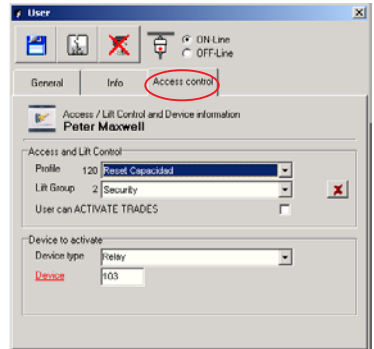 User
ON-Line
OFF-Line
General Info Access control
Access / Lift Control and Device information
Peter Maxwell
Access and Lift Control
Profile 120 Reset Capacidad
Lift Group 2 Security
User can ACTIVATE TRADES
Device to activate
Device type Relay
Device 103